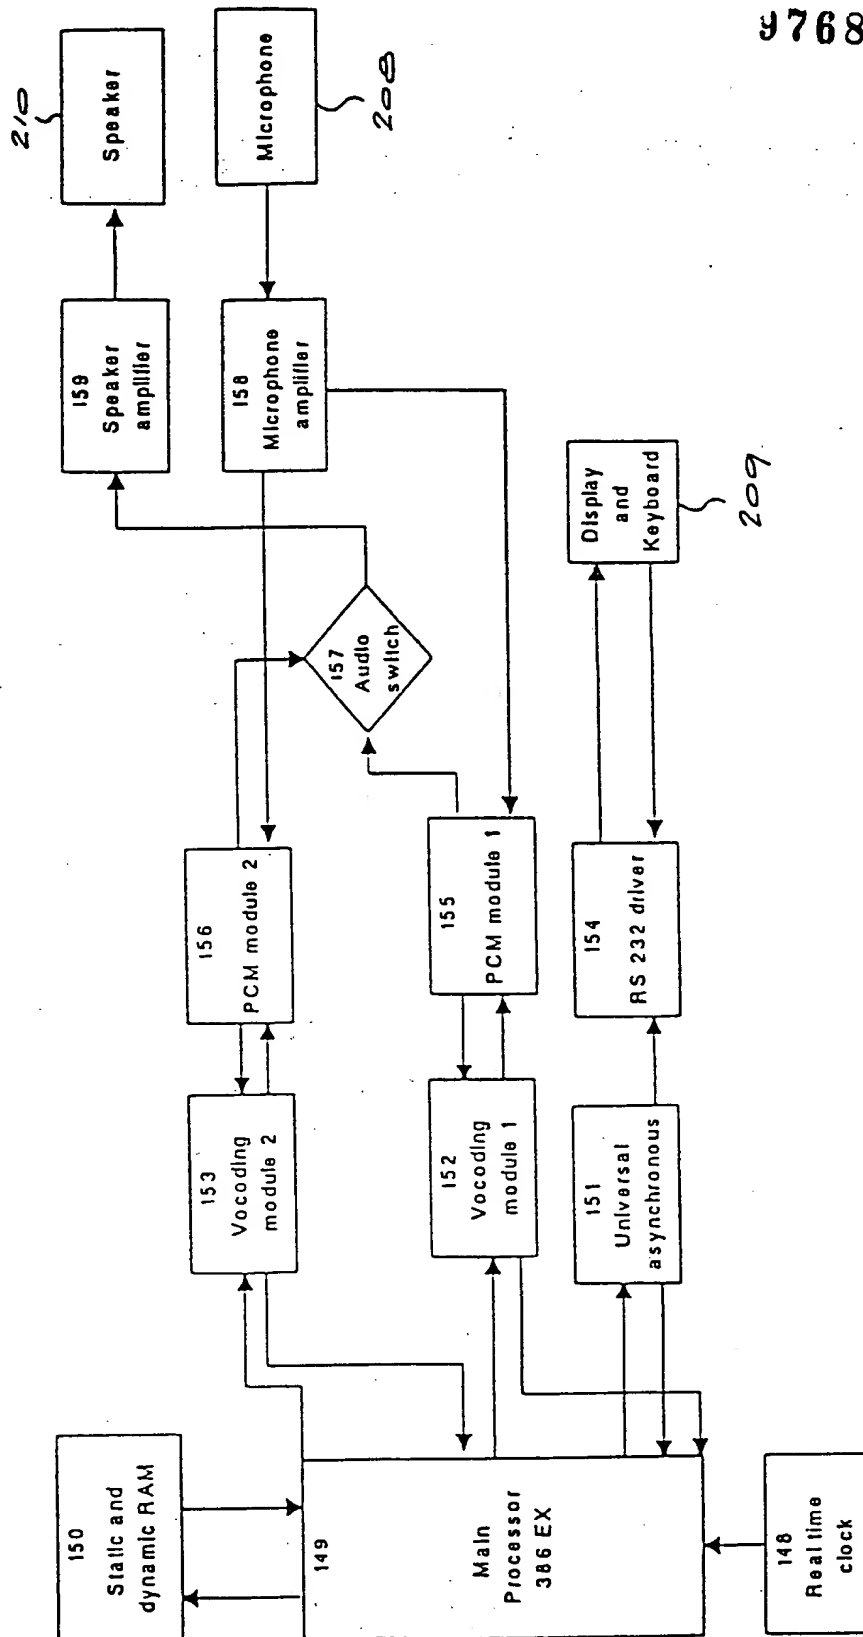 9768
210
Speaker
Microphone
208
159
Speaker
amplifier
158
Microphone
amplifier
Display
and
Keyboard
209
157
Audio
switch
156
PCM module 2
155
PCM module 1
154
RS 232 driver
153
Vocoding
module 2
152
Vocoding
module 1
151
Universal
asynchronous
150
Static and
dynamic RAM
149
Main
Processor
386 EX
148
Real time
clock